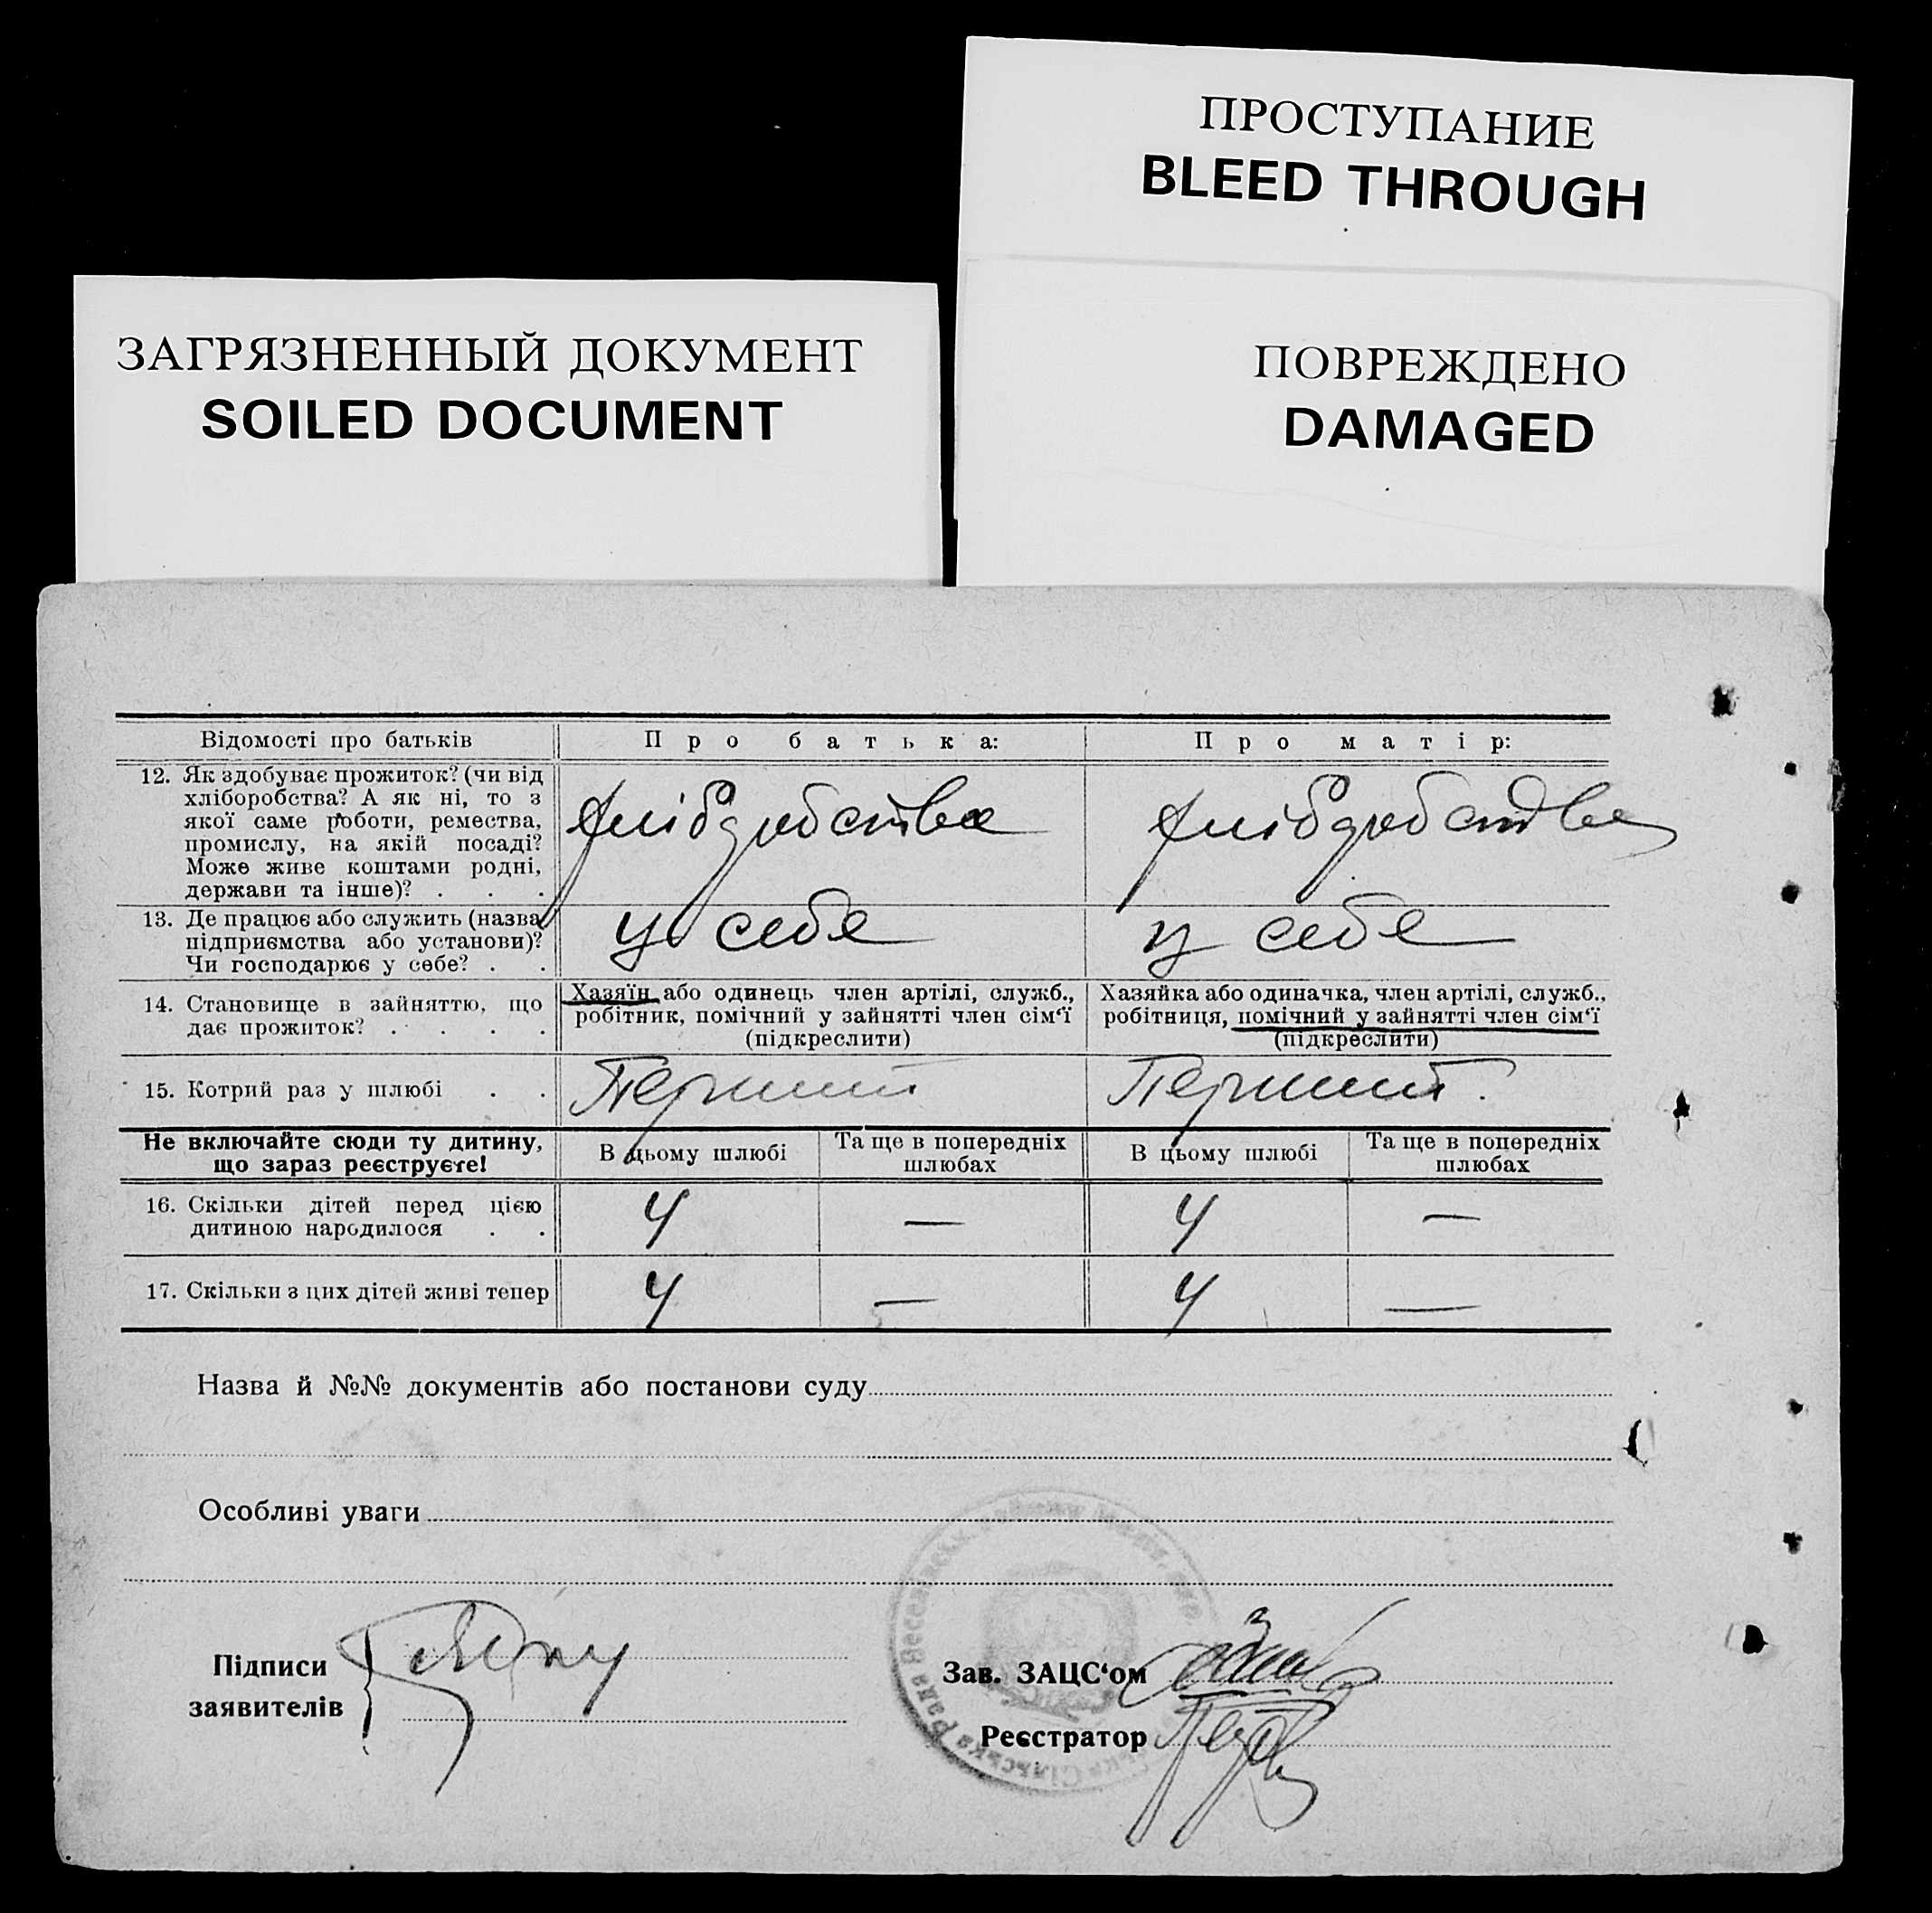 ПРОСТУПАНИЕ
BLEED THROUGH
ЗАГРЯЗНЕННЫЙ ДОКУМЕНТ
SOILED DOCUMENT
ПОВРЕЖДЕНО
DAMAGED
Відомості про батьків
Про батька:
Про матір:
12. Як здобуває прожиток? (чи від
хліборобства? А як ні, то з
якої саме роботи, ремества,
промислу, на якій посаді?
Може живе коштами родні,
держави та інше)? . . .
хліборобства
хліборобства
13. Де працює або служить (назва
підприємства або установи)?
Чи господарює у себе? . .
у себе
у себе
14. Становище в зайняттю, що
дає прожиток? . . . .
Хазяїн або одинець член артілі, служб.,
робітник, помічний у зайнятті член сім‘ї
(підкреслити)
Хазяйка або одиначка, член артілі, служб.,
робітниця, помічний у зайнятті член сім‘ї
(підкреслити)
15. Котрий раз у шлюбі . .
Перший
Перший.
Не включайте сюди ту дитину,
що зараз реєструєте!
В цьому шлюбі
Та ще в попередніх
шлюбах
В цьому шлюбі
Та ще в попередніх
шлюбах
16. Скільки дітей перед цією
дитиною народилося . .
4
—
4
—
17. Скільки з цих дітей живі тепер
4
—
4
—
Назва й №№ документів або постанови суду
Особливі уваги
Підписи
заявителів
Зав. ЗАЦС‘ом
Реєстратор
Сільська Рада